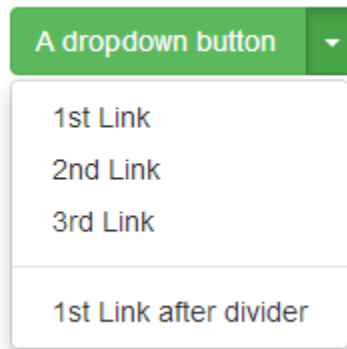 A dropdown button
1st Link
2nd Link
3rd Link
1st Link after divider